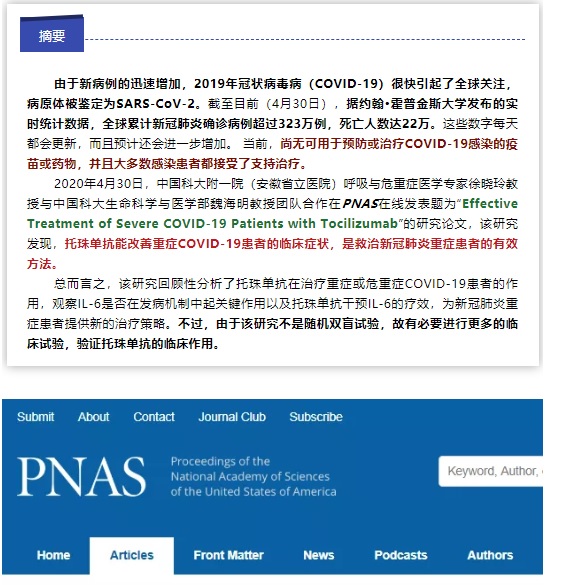 摘要
由于新病例的迅速增加，2019年冠状病毒病（COVID-19）很快引起了全球关注，
病原体被鉴定为SARS-CoV-2。截至目前（4月30日），据约翰·霍普金斯大学发布的实
时统计数据，全球累计新冠肺炎确诊病例超过323万例，死亡人数达22万。这些数字每天
都会更新，而且预计还会进一步增加。 当前，尚无可用于预防或治疗COVID-19感染的疫
苗或药物，并且大多数感染患者都接受了支持治疗。
2020年4月30日，中国科大附一院（安徽省立医院）呼吸与危重症医学专家徐晓玲教
授与中国科大生命科学与医学部魏海明教授团队合作在PNAS在线发表题为“Effective
Treatment of Severe COVID-19 Patients with Tocilizumab”的研究论文，该研究
发现，托珠单抗能改善重症COVID-19患者的临床症状，是救治新冠肺炎重症患者的有效
方法。
总而言之，该研究回顾性分析了托珠单抗在治疗重症或危重症COVID-19患者的作
用，观察IL-6是否在发病机制中起关键作用以及托珠单抗干预IL-6的疗效，为新冠肺炎重
症患者提供新的治疗策略。不过，由于该研究不是随机双盲试验，故有必要进行更多的临
床试验，验证托珠单抗的临床作用。
Submit About Contact Journal Club Subscribe
PNAS
Proceedings of the
National Academy of Sciences
of the United States of America
Keyword, Author,
Home Articles Front Matter News Podcasts Authors